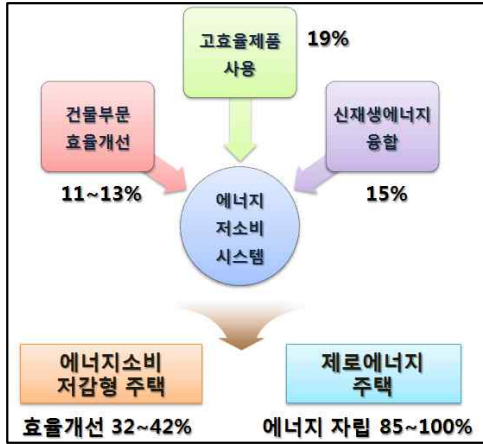 고효율제품
사용
19%
건물부문
효율개선
11~13%
신재생에너지
융합
15%
에너지
저소비
시스템
에너지소비
저감형 주택
효율개선 32~42%
제로에너지
주택
에너지 자립 85~100%